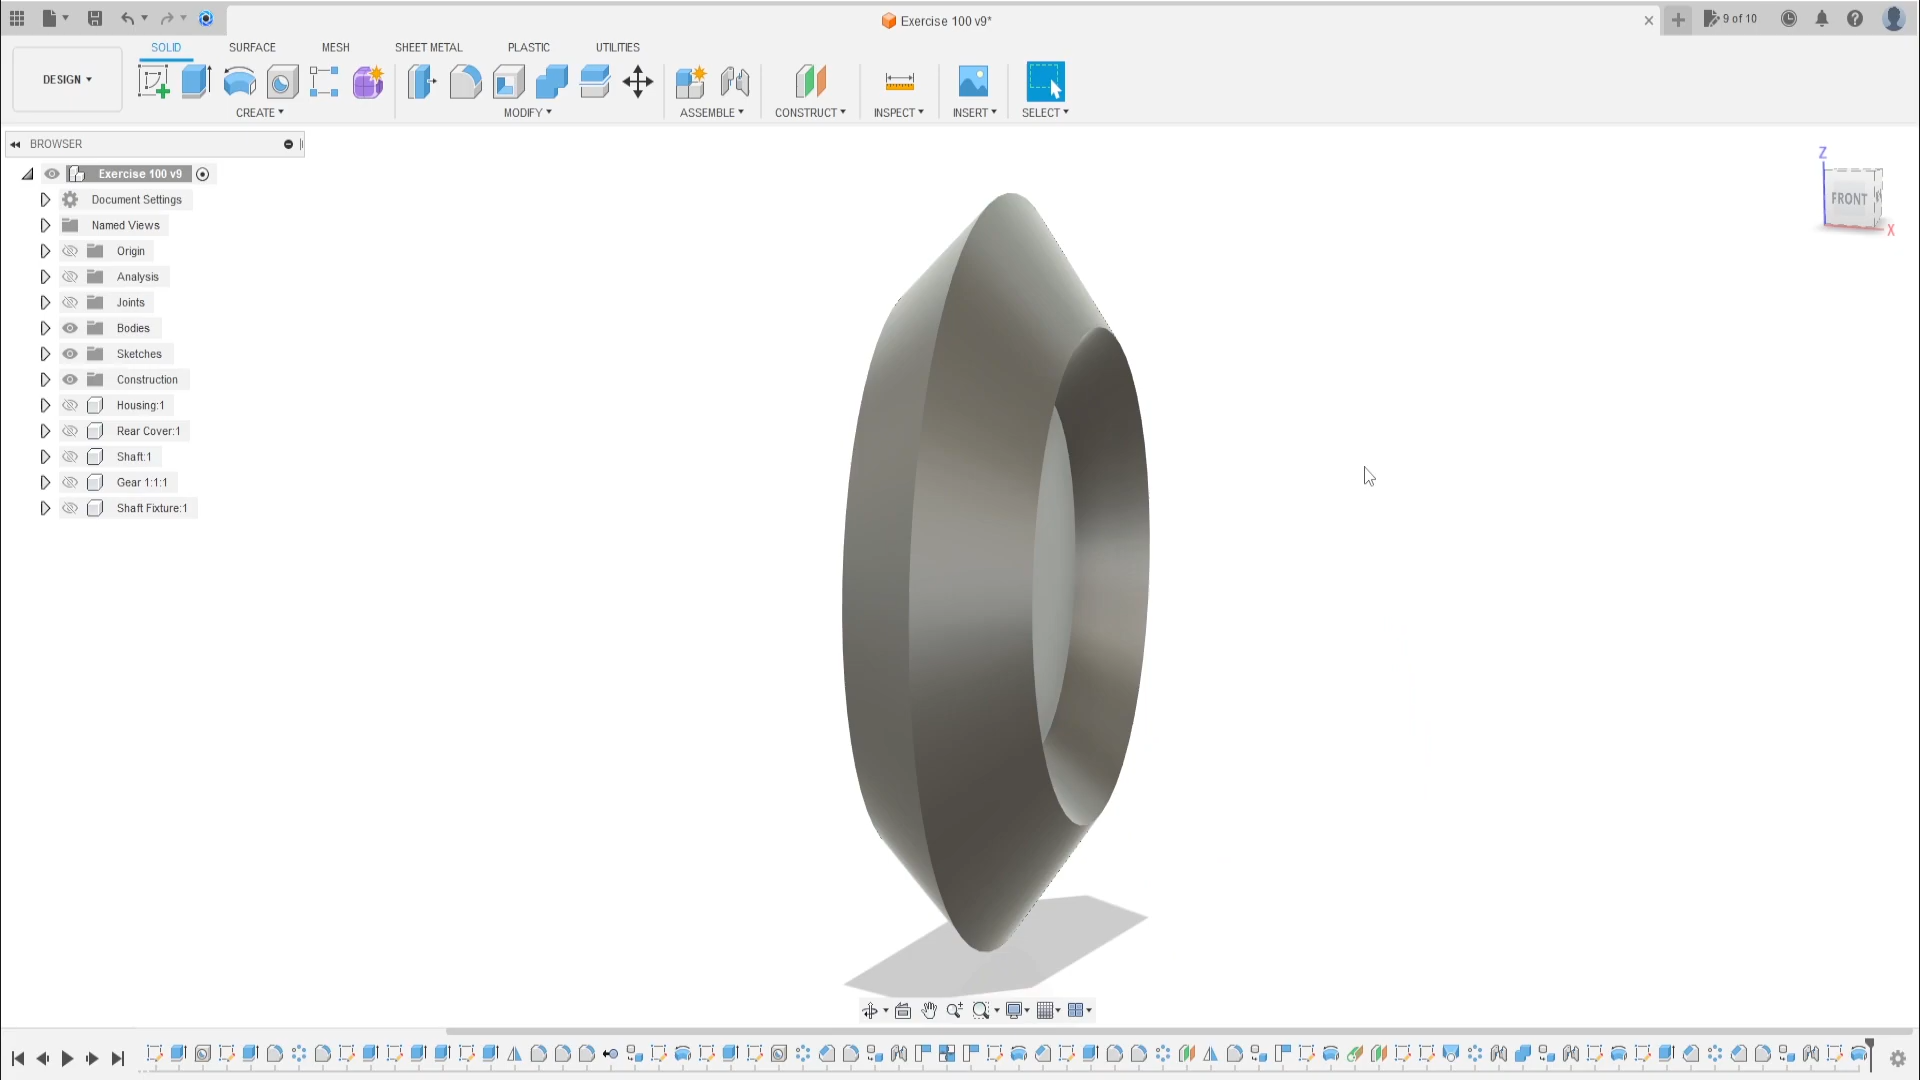 Exercise 100 v9*
9 of 10
SOLID
SURFACE
MESH
SHEET METAL
PLASTIC
UTILITIES
DESIGN
CREATE
MODIFY
ASSEMBLE
CONSTRUCT
INSPECT
INSERT
SELECT
BROWSER
Exercise 100 v9
Document Settings
Named Views
Origin
Analysis
Joints
Bodies
Sketches
Construction
Housing:1
Rear Cover:1
Shaft:1
Gear 1:1:1
Shaft Fixture:1
Z
FRONT
X